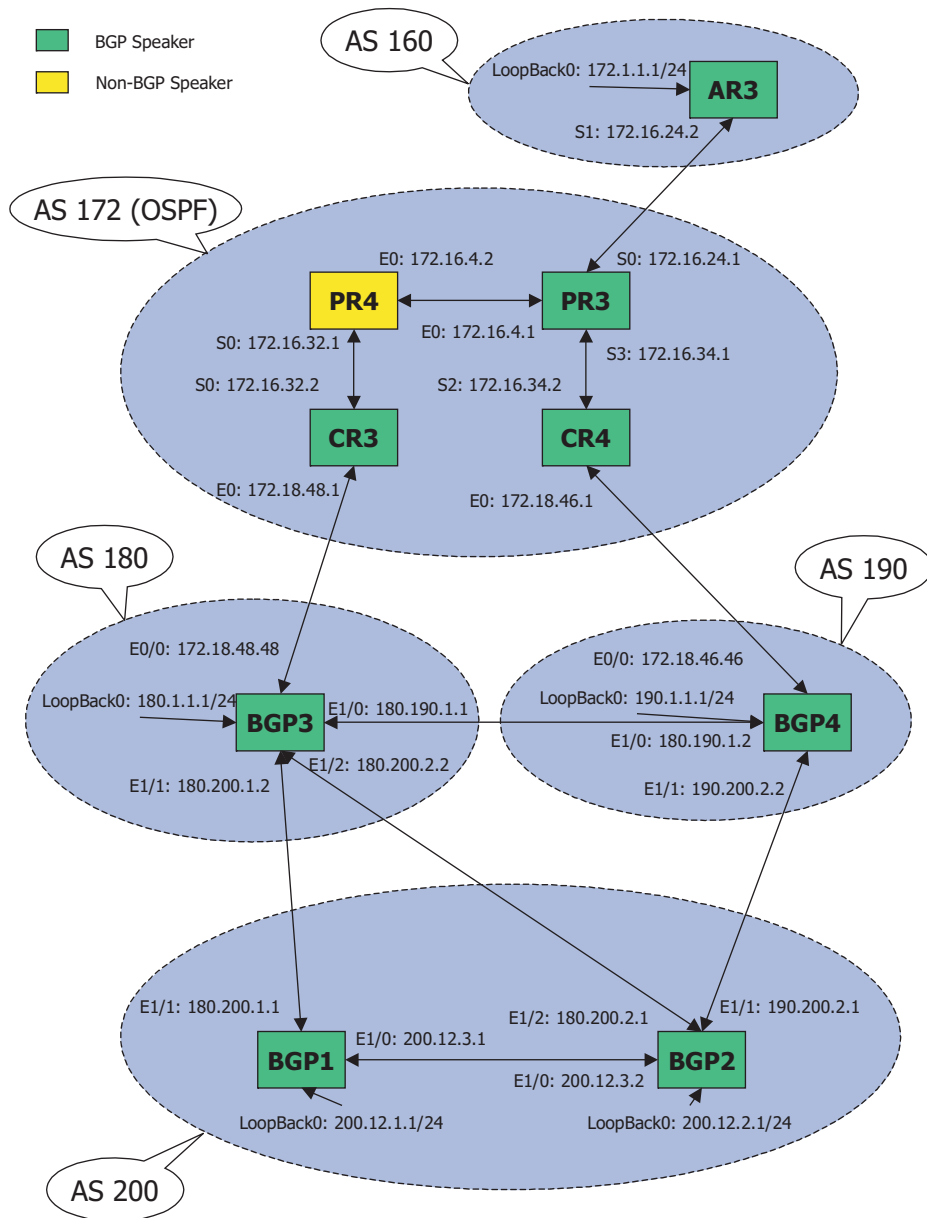 BGP Speaker
Non-BGP Speaker
AS 160
LoopBack0: 172.1.1.1/24
AR3
S1: 172.16.24.2
AS 172 (OSPF)
E0: 172.16.4.2
S0: 172.16.24.1
PR4
PR3
E0: 172.16.4.1
S0: 172.16.32.1
S3: 172.16.34.1
S0: 172.16.32.2
S2: 172.16.34.2
CR3
CR4
E0: 172.18.48.1
E0: 172.18.46.1
AS 180
AS 190
E0/0: 172.18.48.48
E0/0: 172.18.46.46
LoopBack0: 180.1.1.1/24
LoopBack0: 190.1.1.1/24
E1/0: 180.190.1.1
BGP3
BGP4
E1/0: 180.190.1.2
E1/2: 180.200.2.2
E1/1: 180.200.1.2
E1/1: 190.200.2.2
E1/1: 180.200.1.1
E1/2: 180.200.2.1
E1/1: 190.200.2.1
E1/0: 200.12.3.1
BGP1
BGP2
E1/0: 200.12.3.2
LoopBack0: 200.12.1.1/24
LoopBack0: 200.12.2.1/24
AS 200